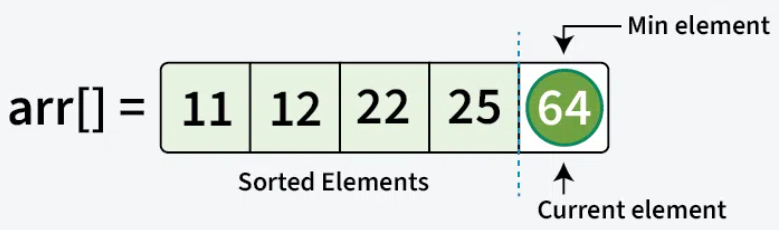 Min element
arr[] = 11 12 22 25 64
Sorted Elements
Current element